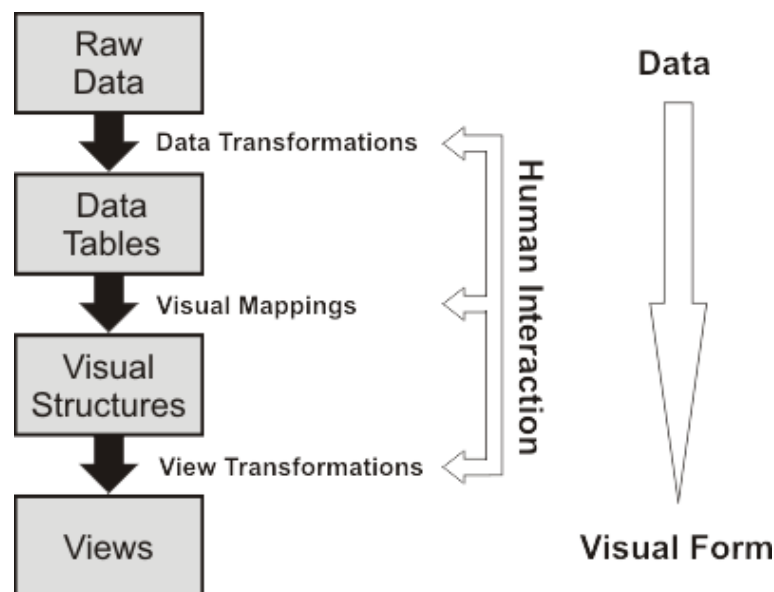 Raw
Data
Data
Data Transformations
Data
Tables
Human Interaction
Visual Mappings
Visual
Structures
View Transformations
Views
Visual Form